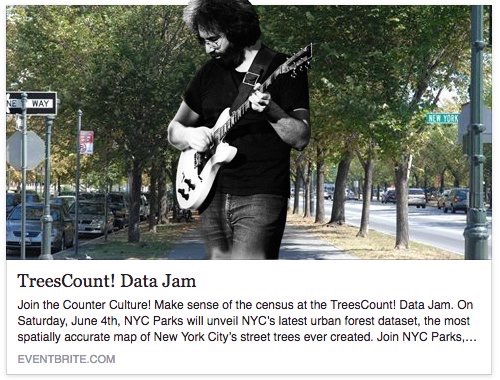 ONE WAY
NEW YORK
TreesCount! Data Jam
Join the Counter Culture! Make sense of the census at the TreesCount! Data Jam. On
Saturday, June 4th, NYC Parks will unveil NYC's latest urban forest dataset, the most
spatially accurate map of New York City's street trees ever created. Join NYC Parks,...
EVENTBRITE.COM